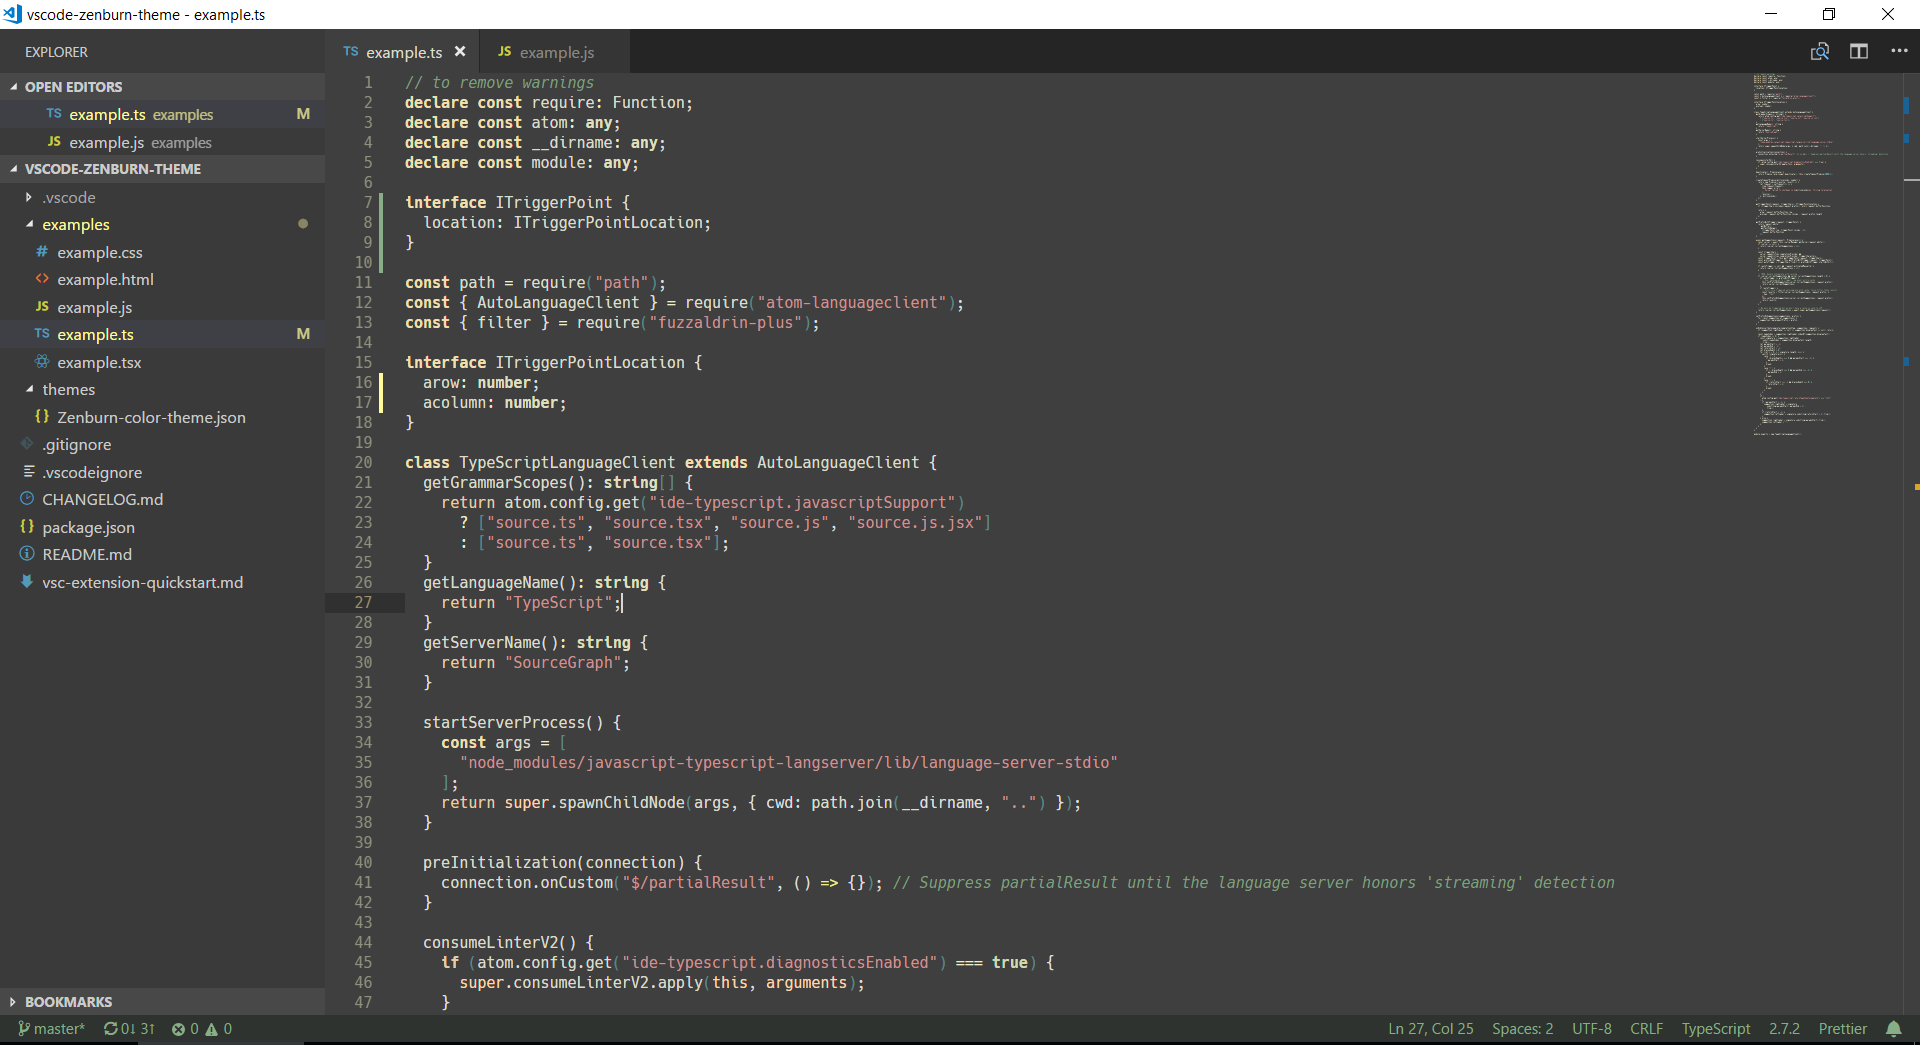 vscode-zenburn-theme - example.ts
EXPLORER
OPEN EDITORS
TS example.ts examples M
JS example.js examples
VSCODE-ZENBURN-THEME
.vscode
examples
# example.css
<> example.html
JS example.js
TS example.ts M
example.tsx
themes
{} Zenburn-color-theme.json
.gitignore
.vscodeignore
CHANGELOG.md
{} package.json
README.md
vsc-extension-quickstart.md
BOOKMARKS
TS example.ts
JS example.js
1 // to remove warnings
2 declare const require: Function;
3 declare const atom: any;
4 declare const __dirname: any;
5 declare const module: any;
6
7 interface ITriggerPoint {
8   location: ITriggerPointLocation;
9 }
10
11 const path = require("path");
12 const { AutoLanguageClient } = require("atom-languageclient");
13 const { filter } = require("fuzzaldrin-plus");
14
15 interface ITriggerPointLocation {
16   arow: number;
17   acolumn: number;
18 }
19
20 class TypeScriptLanguageClient extends AutoLanguageClient {
21   getGrammarScopes(): string[] {
22     return atom.config.get("ide-typescript.javascriptSupport")
23       ? ["source.ts", "source.tsx", "source.js", "source.js.jsx"]
24       : ["source.ts", "source.tsx"];
25   }
26   getLanguageName(): string {
27     return "TypeScript";
28   }
29   getServerName(): string {
30     return "SourceGraph";
31   }
32
33   startServerProcess() {
34     const args = [
35       "node_modules/javascript-typescript-langserver/lib/language-server-stdio"
36     ];
37     return super.spawnChildNode(args, { cwd: path.join(__dirname, "..") });
38   }
39
40   preInitialization(connection) {
41     connection.onCustom("$/partialResult", () => {}); // Suppress partialResult until the language server honors 'streaming' detection
42   }
43
44   consumeLinterV2() {
45     if (atom.config.get("ide-typescript.diagnosticsEnabled") === true) {
46       super.consumeLinterV2.apply(this, arguments);
47     }
master* 0↓ 3↑ 0 0
Ln 27, Col 25 Spaces: 2 UTF-8 CRLF TypeScript 2.7.2 Prettier